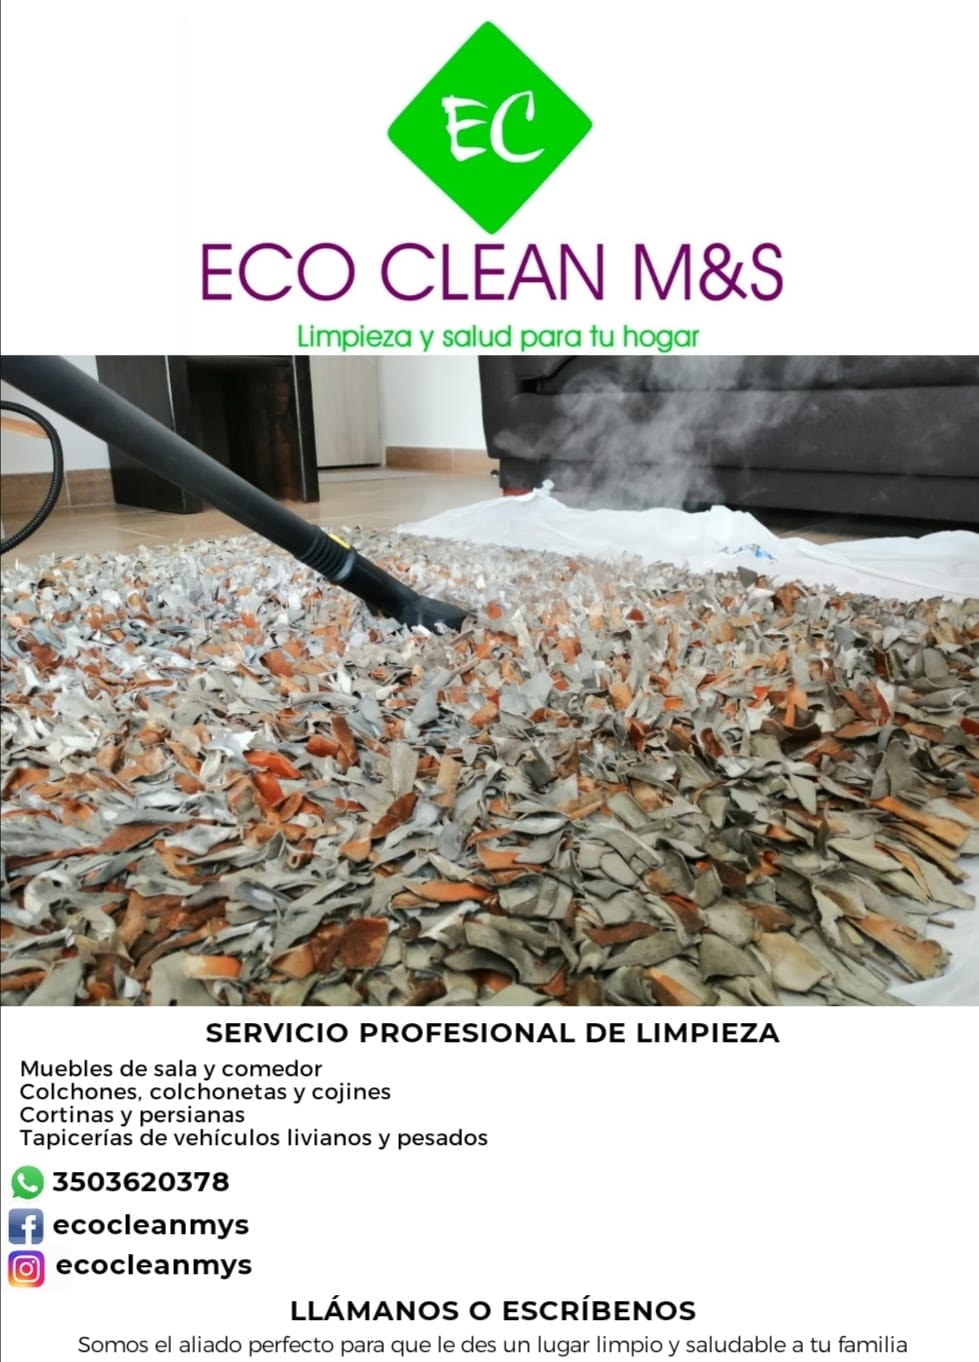 EC
ECO CLEAN M&S
Limpieza y salud para tu hogar
SERVICIO PROFESIONAL DE LIMPIEZA
Muebles de sala y comedor
Colchones, colchonetas y cojines
Cortinas y persianas
Tapicerías de vehículos livianos y pesados
3503620378
ecocleanmys
ecocleanmys
LLÁMANOS O ESCRÍBENOS
Somos el aliado perfecto para que le des un lugar limpio y saludable a tu familia